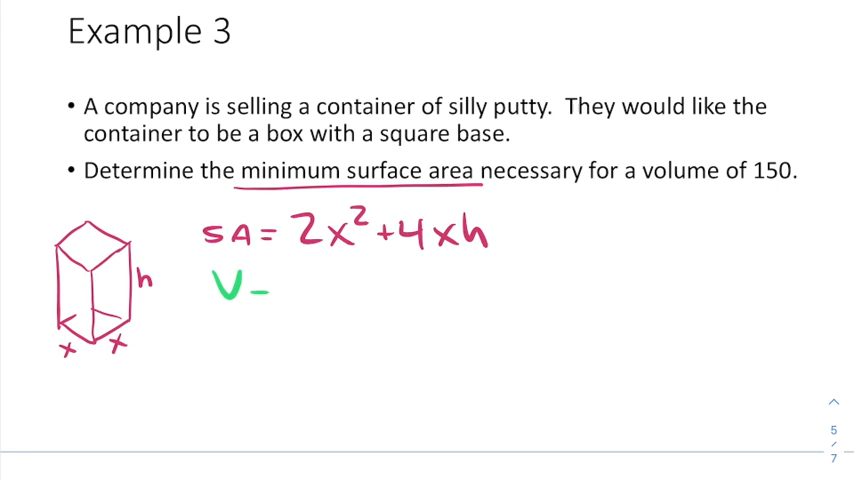 Example 3
• A company is selling a container of silly putty. They would like the
container to be a box with a square base.
• Determine the minimum surface area necessary for a volume of 150.
SA = 2x² + 4xh
V -
h
x
x
5
/
7